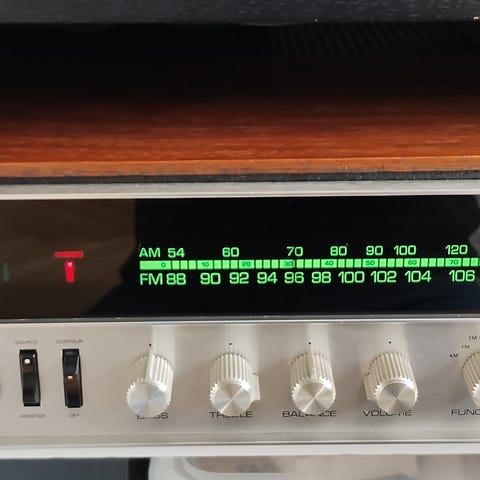 STEREO
AM 54 60 70 80 90 100 120
0 10 20 30 40 50 60 70
FM 88 90 92 94 96 98 100 102 104 106
SOURCE CONTOUR
MONITOR OFF
BASS TREBLE BALANCE VOLUME FUNC
FM
AM